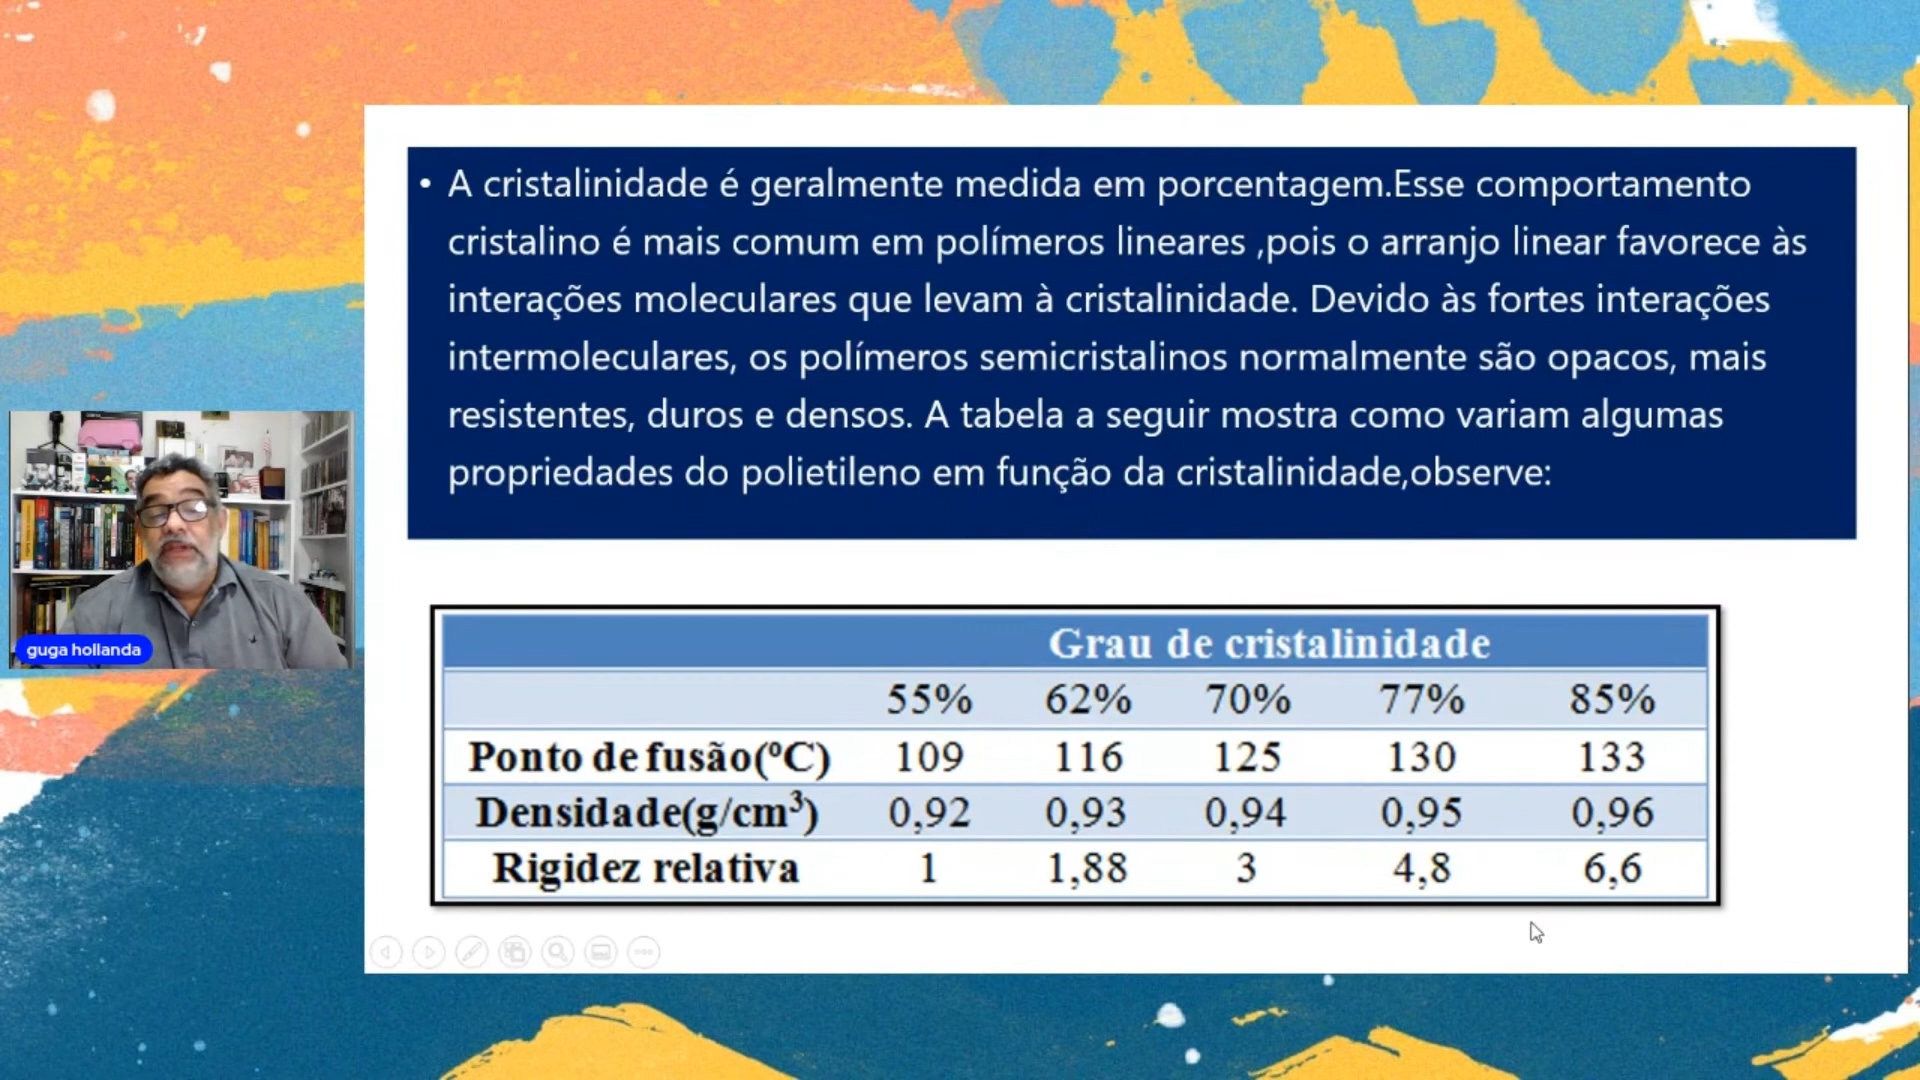 • A cristalinidade é geralmente medida em porcentagem.Esse comportamento
cristalino é mais comum em polímeros lineares ,pois o arranjo linear favorece às
interações moleculares que levam à cristalinidade. Devido às fortes interações
intermoleculares, os polímeros semicristalinos normalmente são opacos, mais
resistentes, duros e densos. A tabela a seguir mostra como variam algumas
propriedades do polietileno em função da cristalinidade,observe:
guga hollanda
Grau de cristalinidade
55% 62% 70% 77% 85%
Ponto de fusão(ºC) 109 116 125 130 133
Densidade(g/cm³) 0,92 0,93 0,94 0,95 0,96
Rigidez relativa 1 1,88 3 4,8 6,6